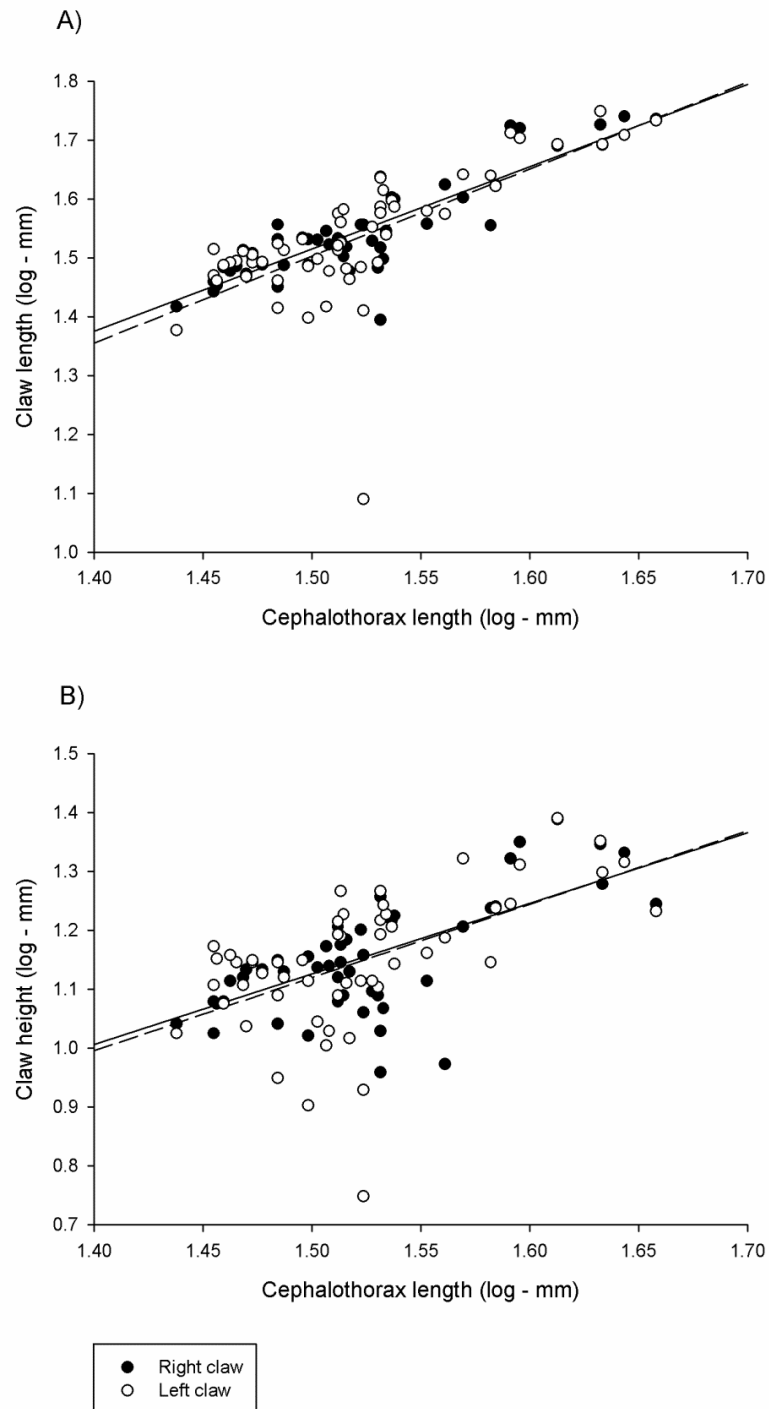 A)
1.8
1.7
1.6
1.5
1.4
1.3
1.2
1.1
1.0
Claw length (log - mm)
1.40 1.45 1.50 1.55 1.60 1.65 1.70
Cephalothorax length (log - mm)
B)
1.5
1.4
1.3
1.2
1.1
1.0
0.9
0.8
0.7
Claw height (log - mm)
1.40 1.45 1.50 1.55 1.60 1.65 1.70
Cephalothorax length (log - mm)
Right claw
Left claw